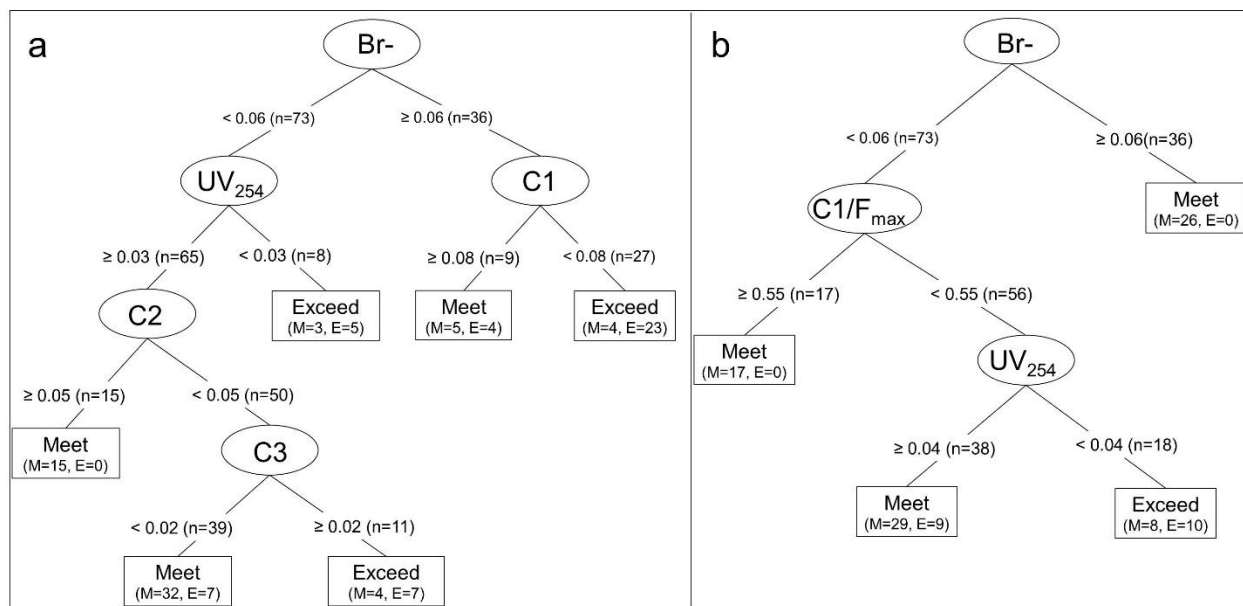 a
Br-
< 0.06 (n=73)
≥ 0.06 (n=36)
UV254
C1
≥ 0.03 (n=65)
< 0.03 (n=8)
≥ 0.08 (n=9)
< 0.08 (n=27)
C2
Exceed
(M=3, E=5)
Meet
(M=5, E=4)
Exceed
(M=4, E=23)
≥ 0.05 (n=15)
< 0.05 (n=50)
Meet
(M=15, E=0)
C3
< 0.02 (n=39)
≥ 0.02 (n=11)
Meet
(M=32, E=7)
Exceed
(M=4, E=7)
b
Br-
< 0.06 (n=73)
≥ 0.06(n=36)
C1/Fmax
Meet
(M=26, E=0)
≥ 0.55 (n=17)
< 0.55 (n=56)
Meet
(M=17, E=0)
UV254
≥ 0.04 (n=38)
< 0.04 (n=18)
Meet
(M=29, E=9)
Exceed
(M=8, E=10)